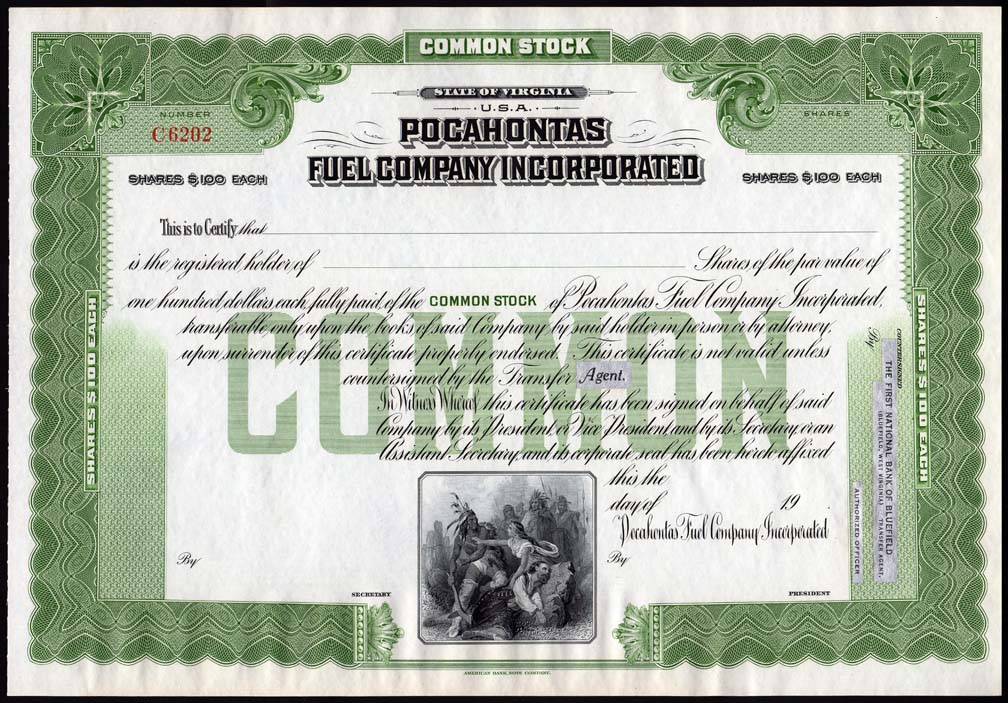 COMMON STOCK
STATE OF VIRGINIA
U.S.A.
NUMBER
C6202
SHARES
POCAHONTAS
FUEL COMPANY INCORPORATED
SHARES $100 EACH
SHARES $100 EACH
This is to Certify that
is the registered holder of Shares of the par value of
one hundred dollars each, fully paid of the COMMON STOCK of Pocahontas Fuel Company, Incorporated,
transferable only upon the books of said Company by said holder in person or by attorney,
upon surrender of this certificate properly endorsed. This certificate is not valid unless
countersigned by the Transfer Agent.
In Witness Whereof this certificate has been signed on behalf of said
Company by its President, or Vice President, and by its Secretary, or an
Assistant Secretary, and its corporate seal has been hereto affixed
this the
day of 19 .
Pocahontas Fuel Company, Incorporated
By
By
SECRETARY
PRESIDENT
COMMON
SHARES $100 EACH
SHARES $100 EACH
COUNTERSIGNED
THE FIRST NATIONAL BANK OF BLUEFIELD
(BLUEFIELD, WEST VIRGINIA) TRANSFER AGENT,
By
AUTHORIZED OFFICER
AMERICAN BANK NOTE COMPANY.